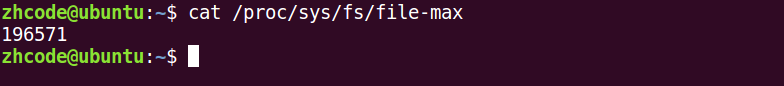 zhcode@ubuntu:~$ cat /proc/sys/fs/file-max
196571
zhcode@ubuntu:~$